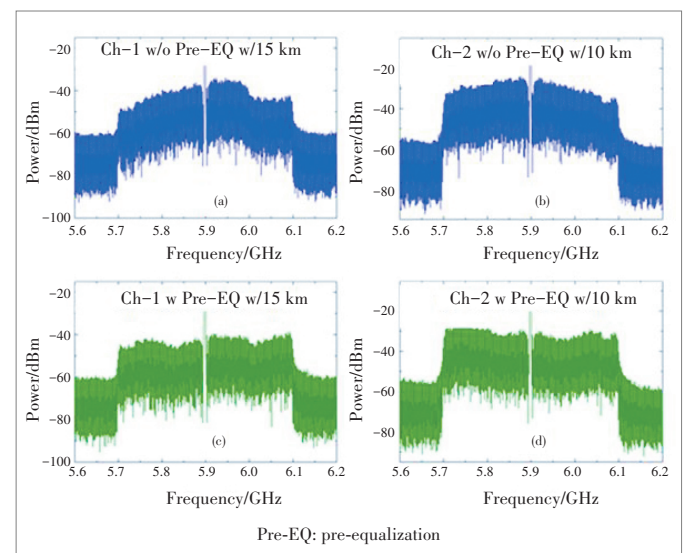 Ch-1 w/o Pre-EQ w/15 km
Power/dBm
-20
-40
-60
-80
-100
(a)
5.6 5.7 5.8 5.9 6.0 6.1 6.2
Frequency/GHz
Ch-2 w/o Pre-EQ w/10 km
Power/dBm
-20
-40
-60
-80
(b)
5.6 5.7 5.8 5.9 6.0 6.1 6.2
Frequency/GHz
Ch-1 w Pre-EQ w/15 km
Power/dBm
-20
-40
-60
-80
-100
(c)
5.6 5.7 5.8 5.9 6.0 6.1 6.2
Frequency/GHz
Ch-2 w Pre-EQ w/10 km
Power/dBm
-20
-40
-60
-80
(d)
5.6 5.7 5.8 5.9 6.0 6.1 6.2
Frequency/GHz
Pre-EQ: pre-equalization